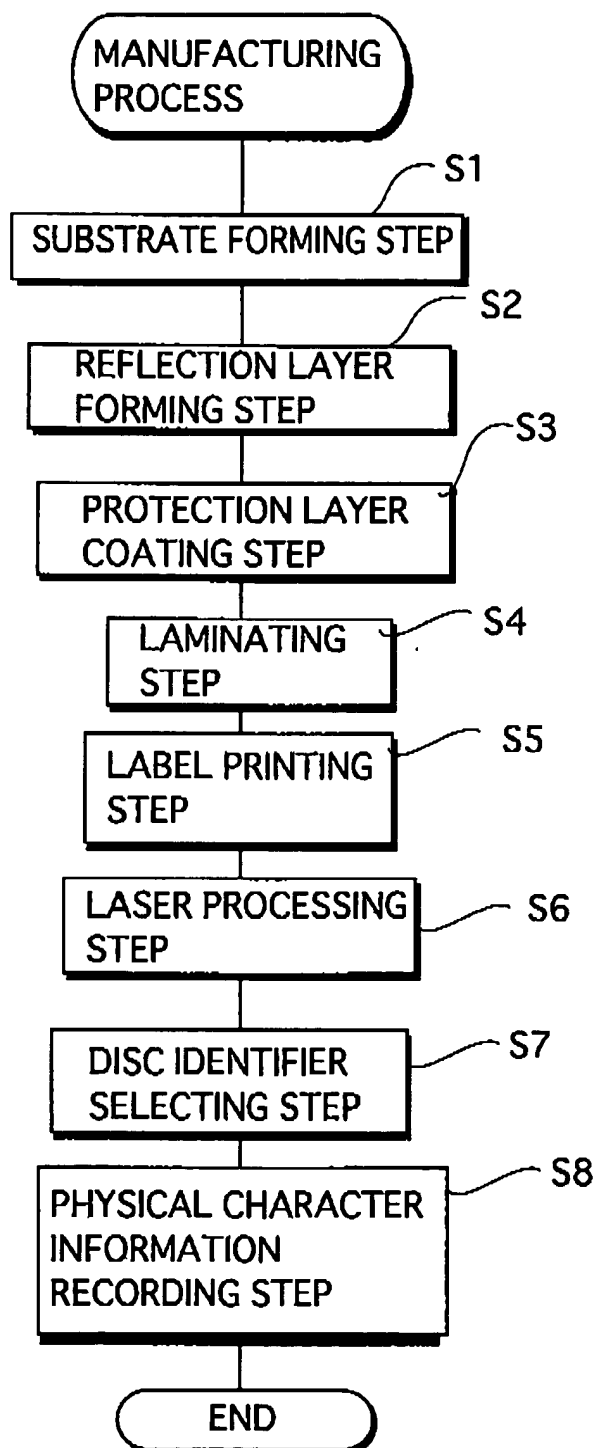 MANUFACTURING
PROCESS
S1
SUBSTRATE FORMING STEP
S2
REFLECTION LAYER
FORMING STEP
S3
PROTECTION LAYER
COATING STEP
S4
LAMINATING
STEP
S5
LABEL PRINTING
STEP
LASER PROCESSING
STEP
S6
S7
DISC IDENTIFIER
SELECTING STEP
S8
PHYSICAL CHARACTER
INFORMATION
RECORDING STEP
END